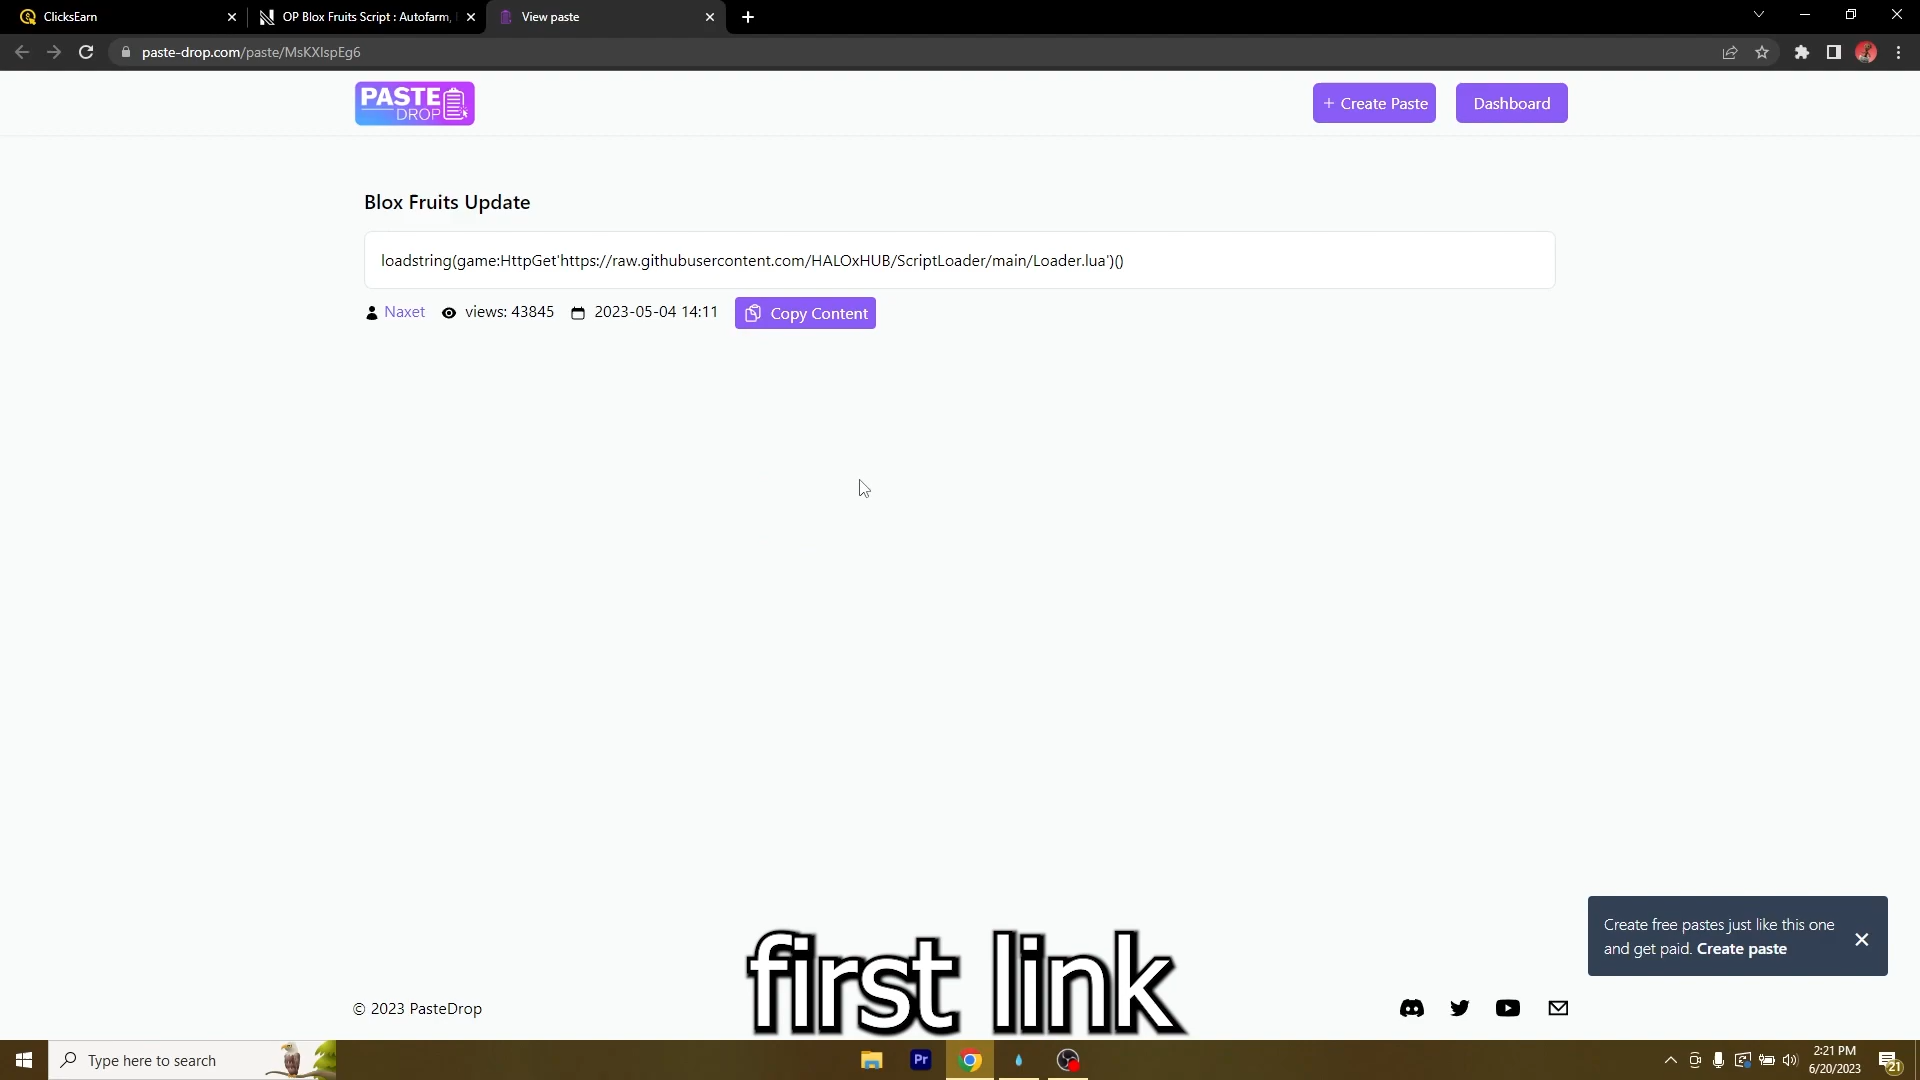 ClicksEarn
OP Blox Fruits Script : Autofarm,
View paste
paste-drop.com/paste/MsKXIspEg6
PASTE
DROP
+ Create Paste
Dashboard
Blox Fruits Update
loadstring(game:HttpGet'https://raw.githubusercontent.com/HALOxHUB/ScriptLoader/main/Loader.lua')()
Naxet
views: 43845
2023-05-04 14:11
Copy Content
Create free pastes just like this one
and get paid. Create paste
first link
© 2023 PasteDrop
Type here to search
Pr
2:21 PM
6/20/2023
21